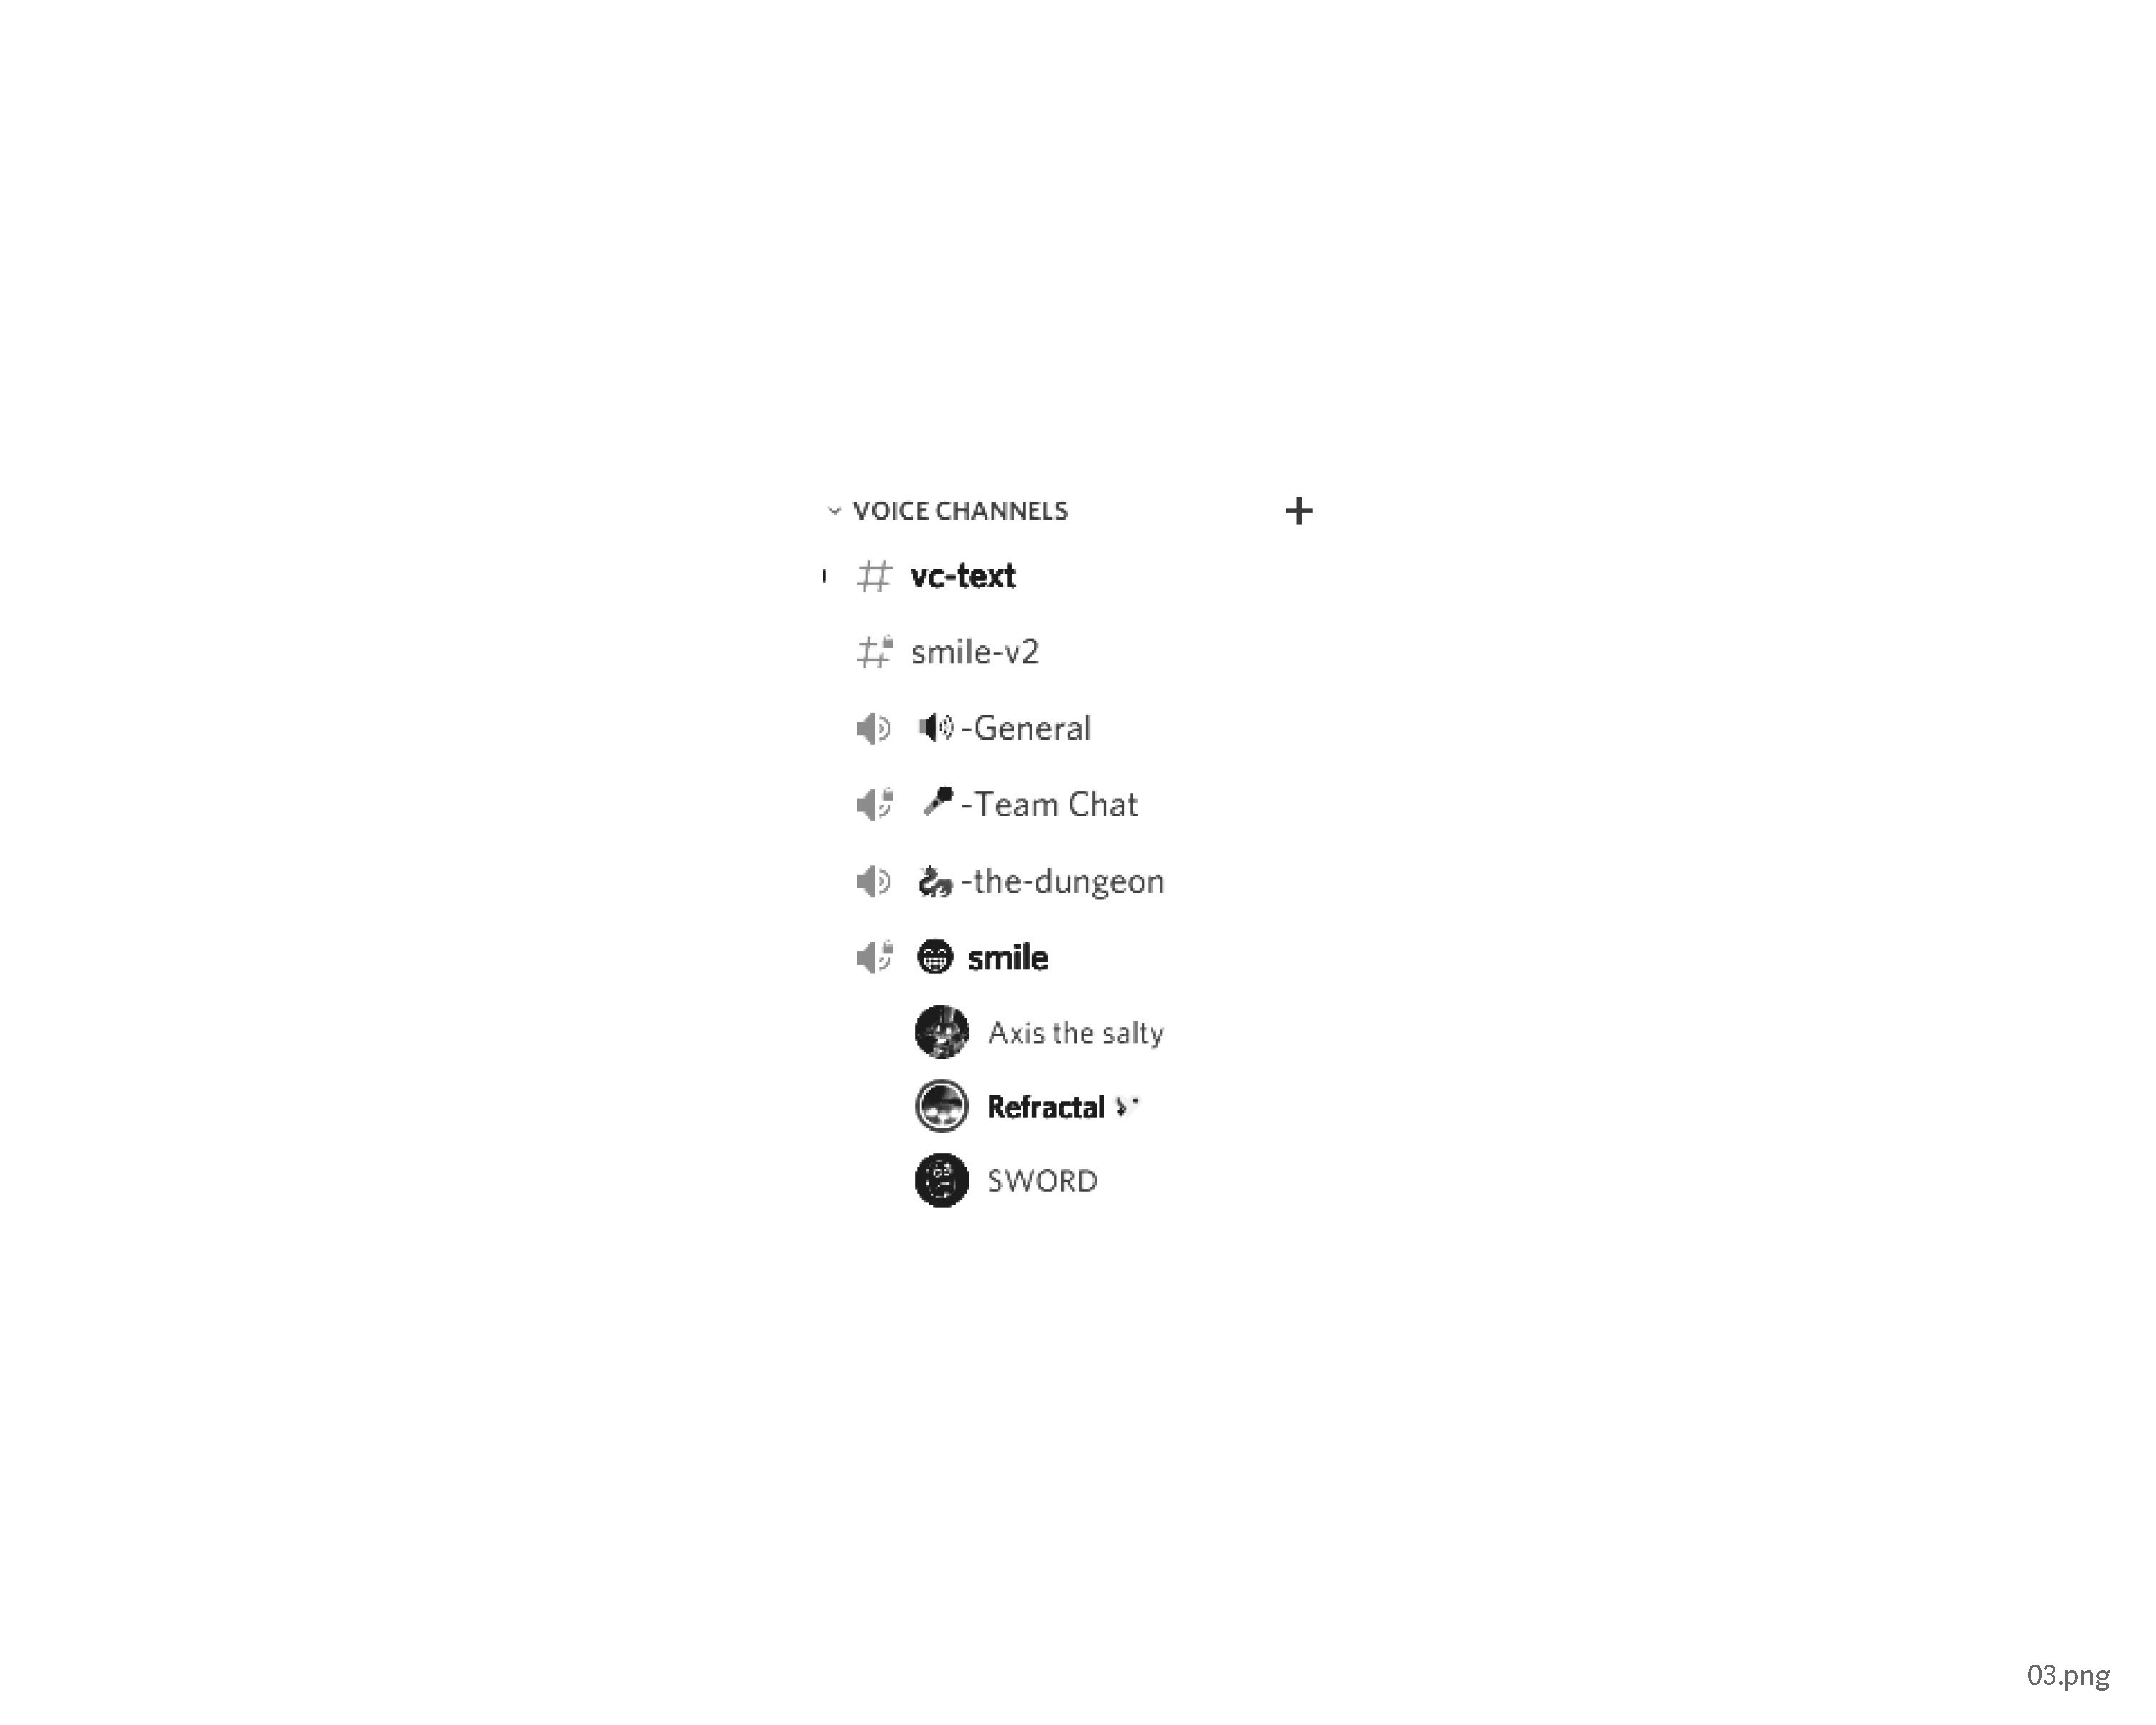 VOICE CHANNELS
vc-text
smile-v2
-General
-Team Chat
-the-dungeon
smile
Axis the salty
Refractal
SWORD
03.png